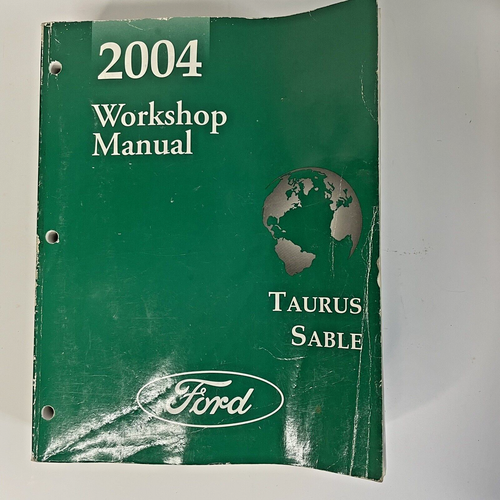 2004
Workshop
Manual
TAURUS
SABLE
Ford